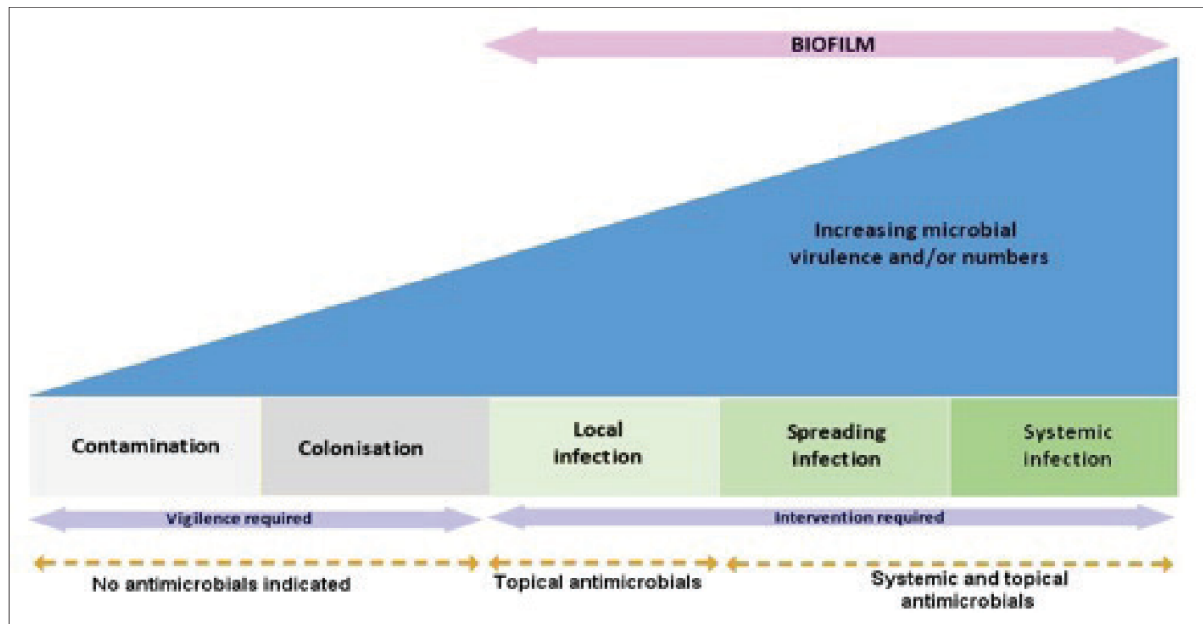 BIOFILM
Increasing microbial
virulence and/or numbers
Contamination
Colonisation
Local
infection
Spreading
infection
Systemic
infection
Vigilence required
Intervention required
No antimicrobials indicated
Topical antimicrobials
Systemic and topical
antimicrobials